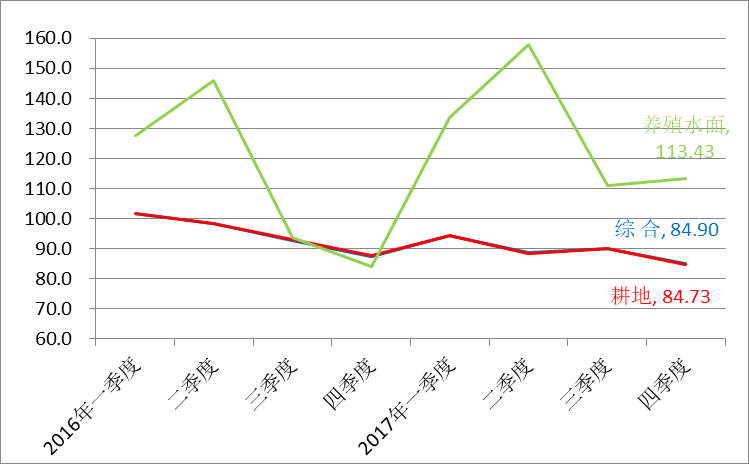 160.0
150.0
140.0
130.0
120.0
110.0
100.0
90.0
80.0
70.0
60.0
养殖水面,
113.43
综 合, 84.90
耕地, 84.73
2016年一季度
二季度
三季度
四季度
2017年一季度
二季度
三季度
四季度